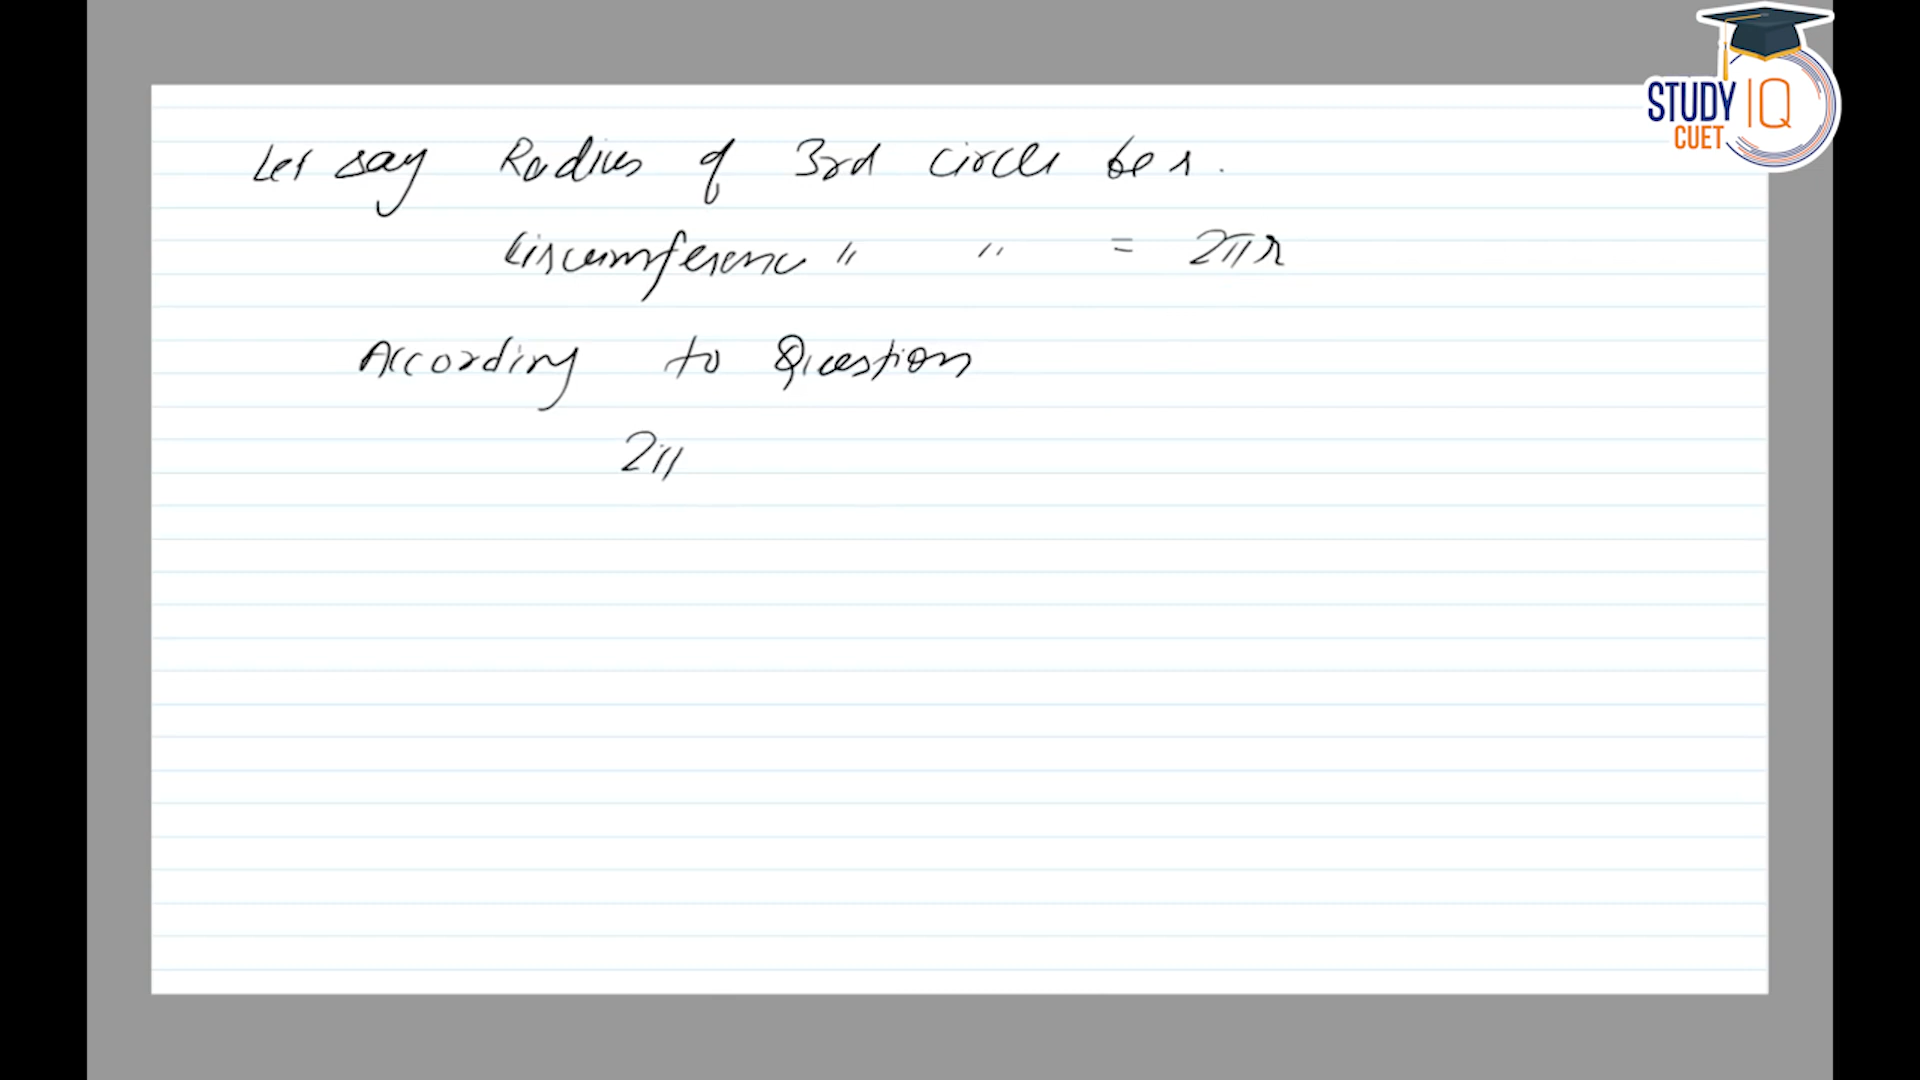 STUDY IQ
CUET
Let say Radius of 3rd circle be r.
Circumference " " = 2πr
According to Question
2π